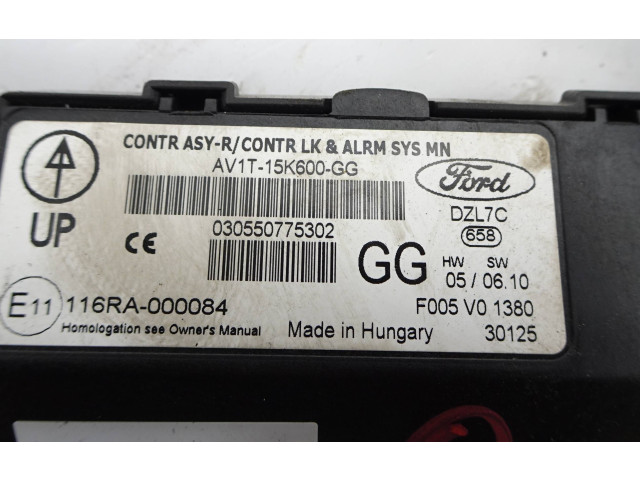 CONTR ASY-R/CONTR LK & ALRM SYS MN
AV1T-15K600-GG
Ford
DZL7C
UP
CE
030550775302
GG
658
HW SW
05 / 06.10
E11 116RA-000084
F005 V0 1380
Homologation see Owner's Manual
Made in Hungary
30125